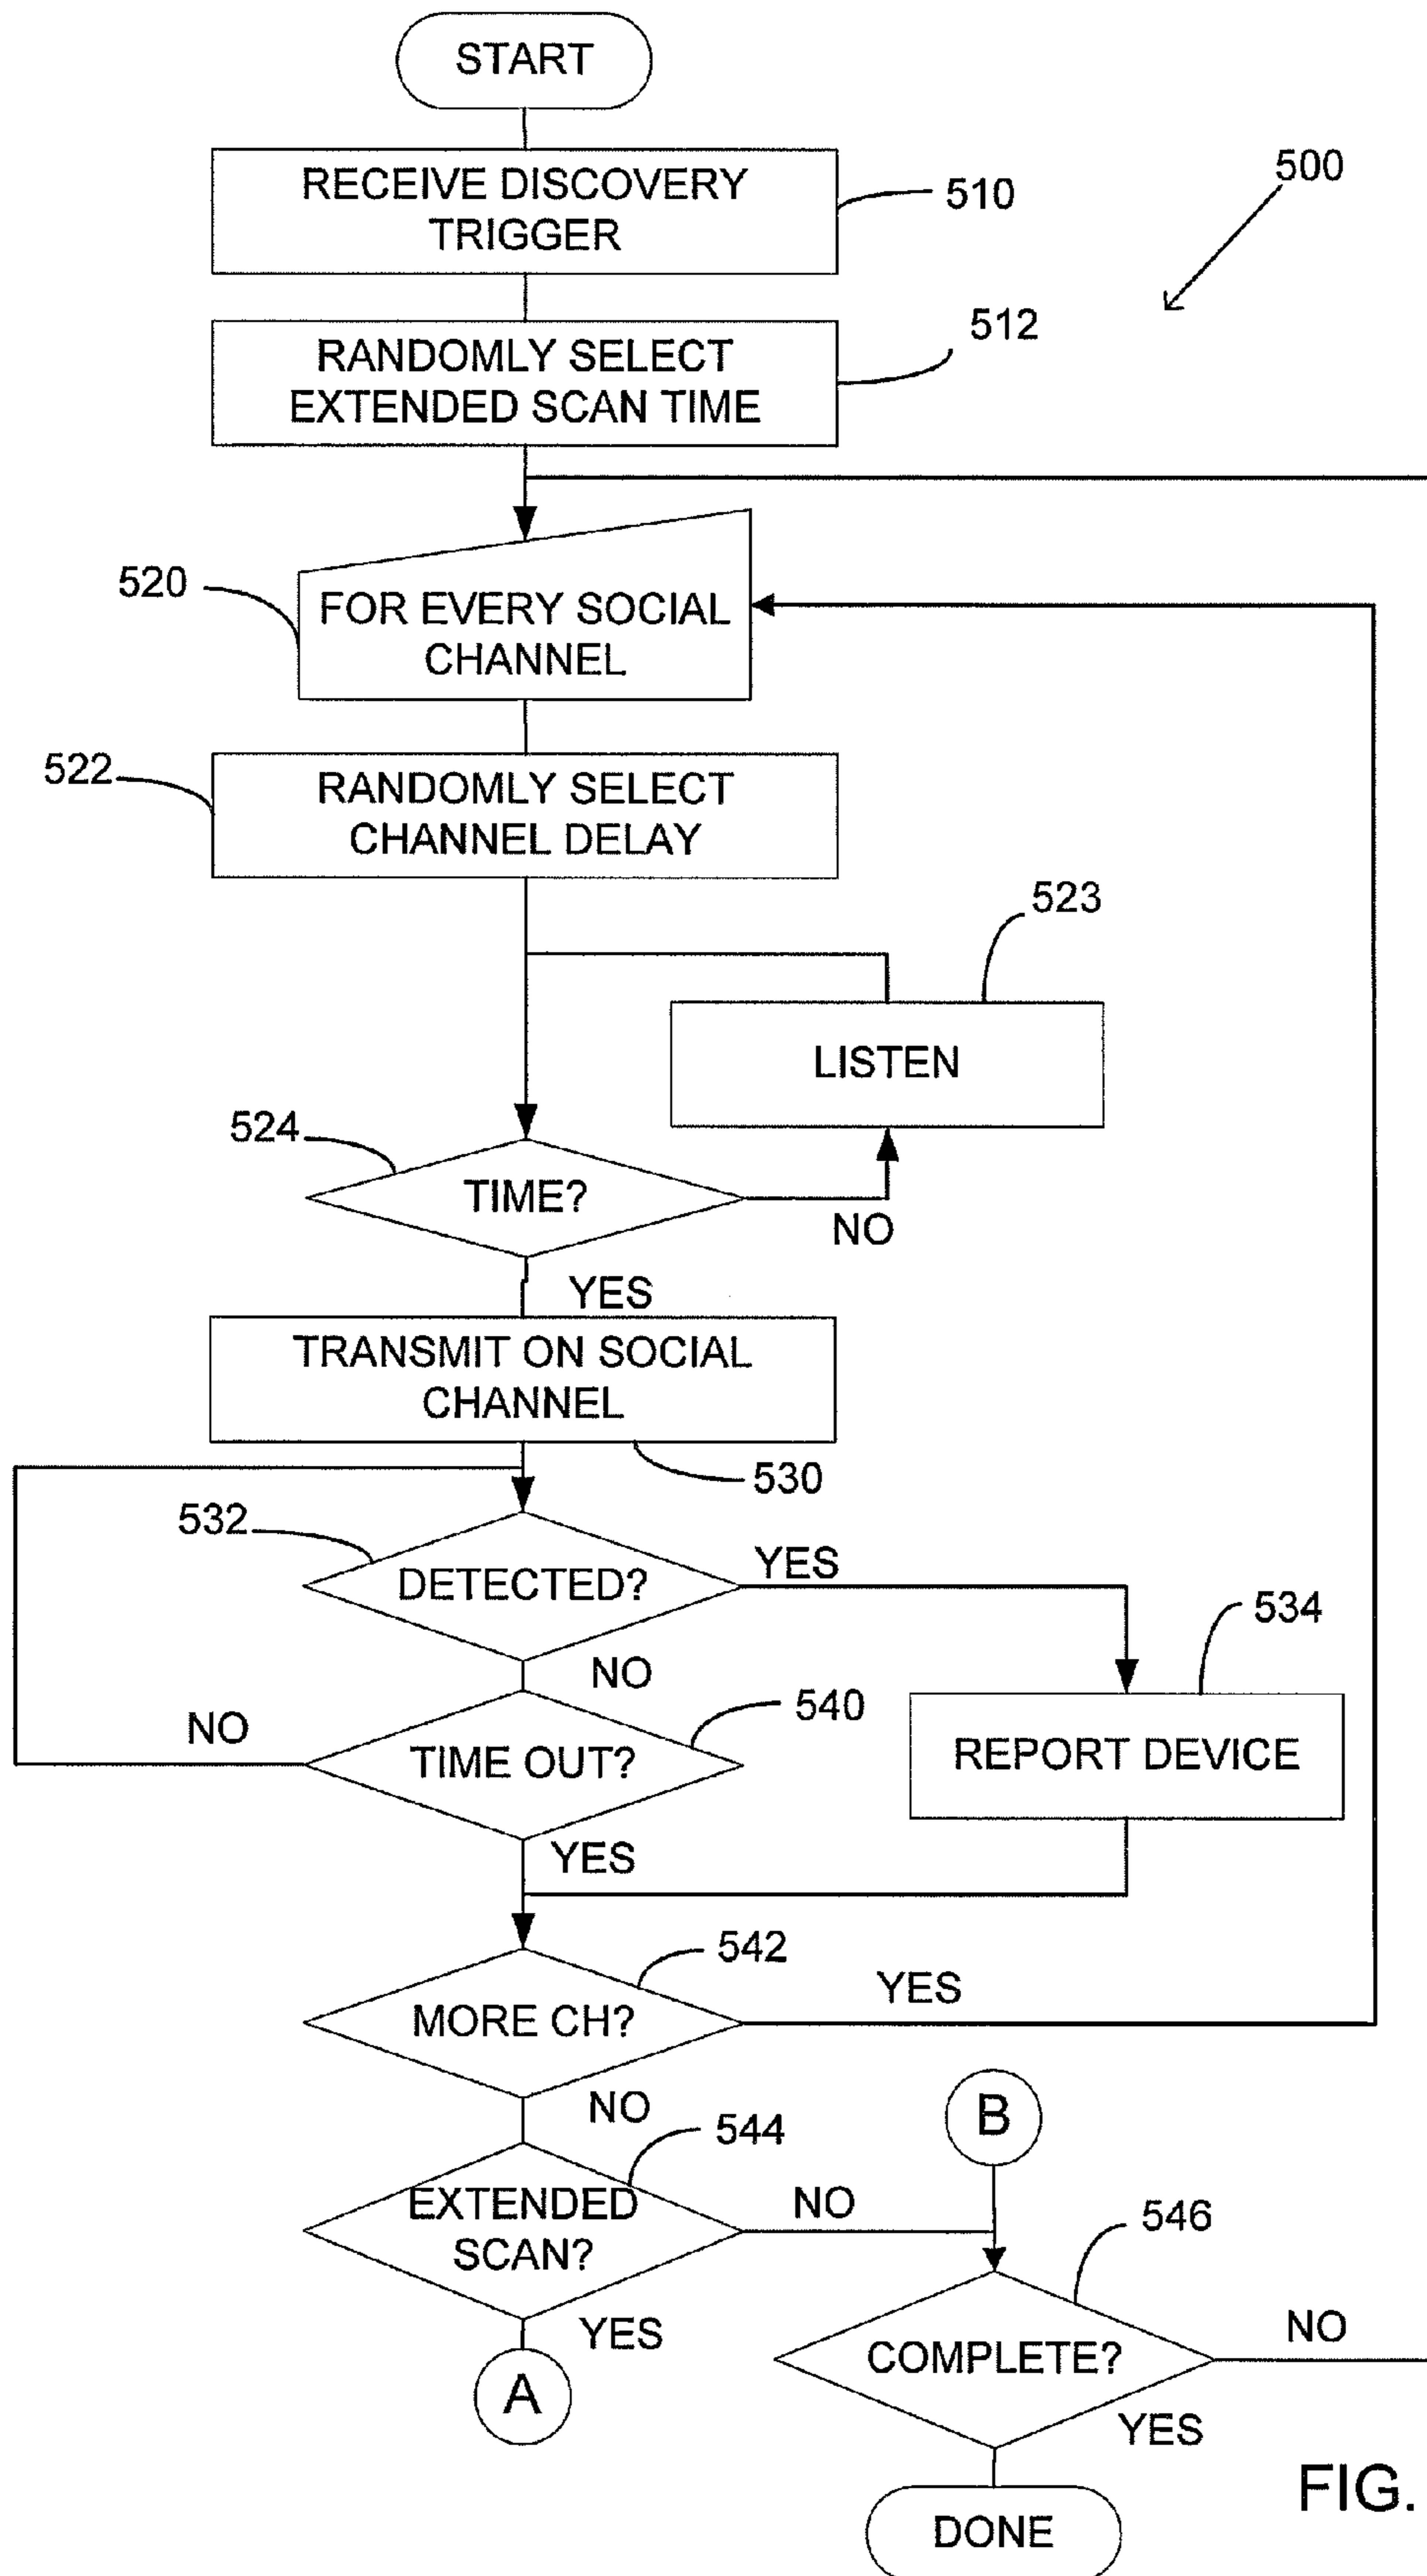 START
RECEIVE DISCOVERY
TRIGGER
510
500
RANDOMLY SELECT
EXTENDED SCAN TIME
512
520
FOR EVERY SOCIAL
CHANNEL
522
RANDOMLY SELECT
CHANNEL DELAY
523
LISTEN
524
TIME?
NO
YES
TRANSMIT ON SOCIAL
CHANNEL
530
532
DETECTED?
YES
534
NO
540
NO
TIME OUT?
REPORT DEVICE
YES
542
MORE CH?
YES
NO
B
544
EXTENDED
SCAN?
NO
546
YES
COMPLETE?
NO
A
YES
FIG.
DONE